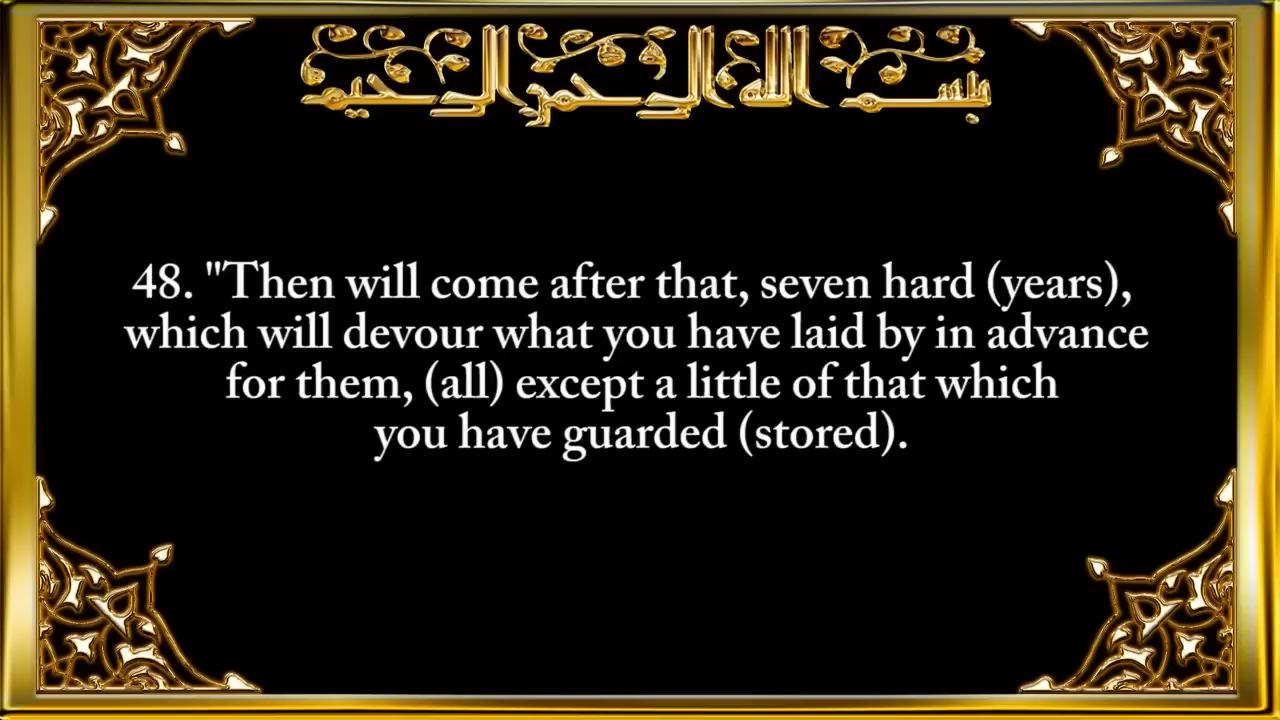 بسم الله الرحمن الرحيم
48. "Then will come after that, seven hard (years),
which will devour what you have laid by in advance
for them, (all) except a little of that which
you have guarded (stored).